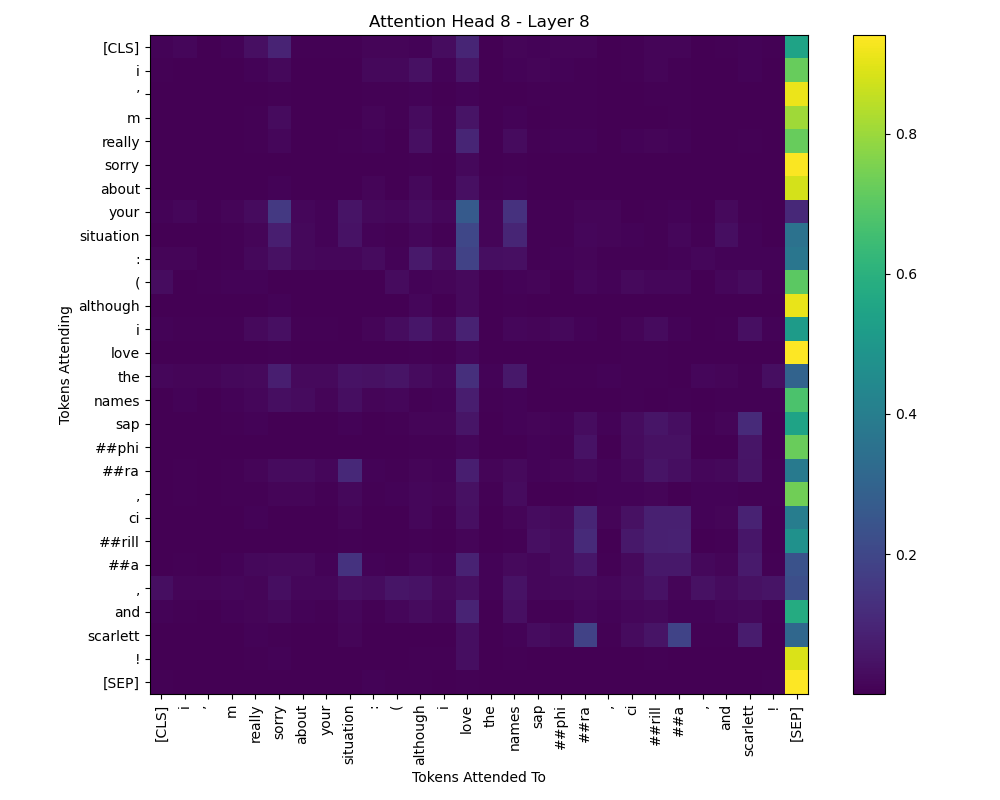 Attention Head 8 - Layer 8
Tokens Attending
[CLS]
i
’
m
really
sorry
about
your
situation
:
(
although
i
love
the
names
sap
##phi
##ra
,
ci
##rill
##a
,
and
scarlett
!
[SEP]
[CLS]
i
’
m
really
sorry
about
your
situation
:
(
although
i
love
the
names
sap
##phi
##ra
,
ci
##rill
##a
,
and
scarlett
!
[SEP]
Tokens Attended To
0.8
0.6
0.4
0.2